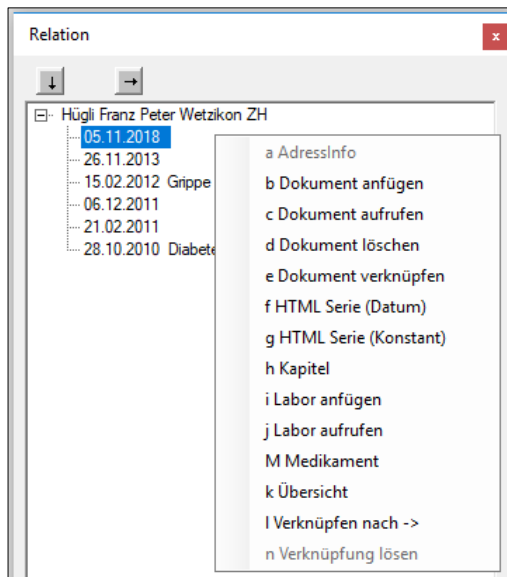 Relation
x
↓ →
Hügli Franz Peter Wetzikon ZH
05.11.2018
26.11.2013
15.02.2012 Grippe
06.12.2011
21.02.2011
28.10.2010 Diabete
a AdressInfo
b Dokument anfügen
c Dokument aufrufen
d Dokument löschen
e Dokument verknüpfen
f HTML Serie (Datum)
g HTML Serie (Konstant)
h Kapitel
i Labor anfügen
j Labor aufrufen
M Medikament
k Übersicht
l Verknüpfen nach ->
n Verknüpfung lösen